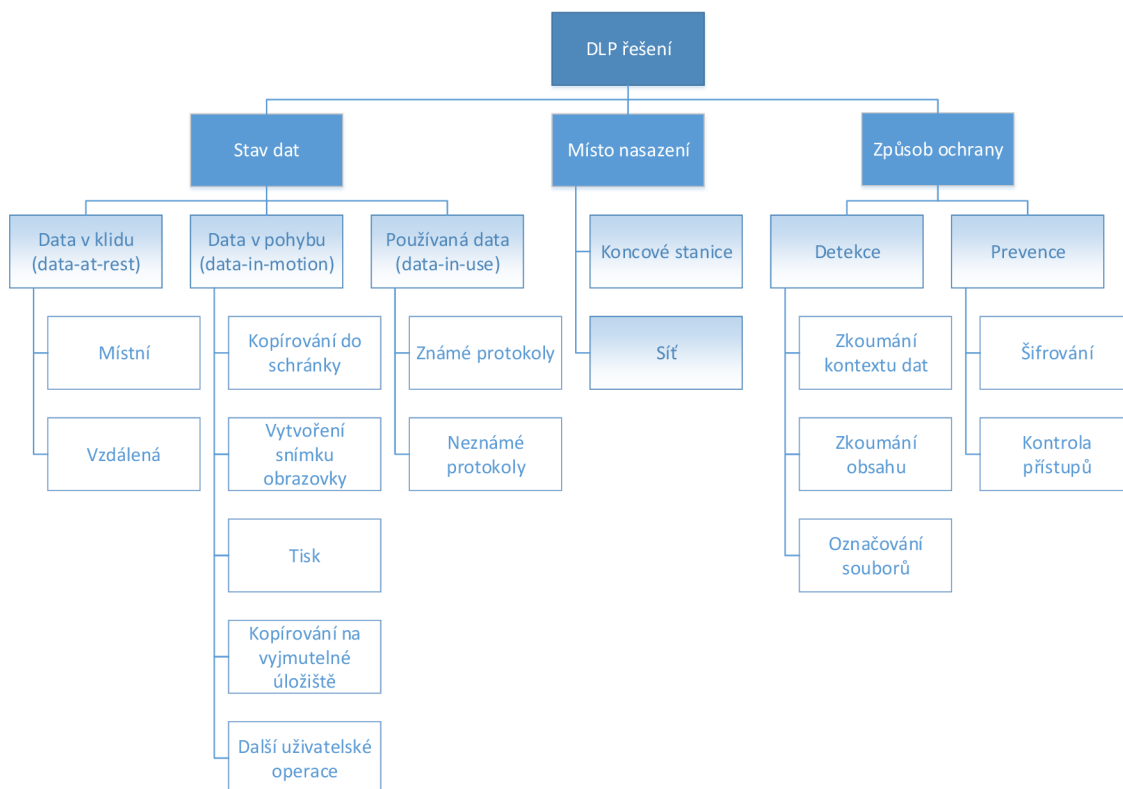 DLP řešení
Stav dat
Místo nasazení
Způsob ochrany
Data v klidu
(data-at-rest)
Data v pohybu
(data-in-motion)
Používaná data
(data-in-use)
Koncové stanice
Detekce
Prevence
Místní
Kopírování do
schránky
Známé protokoly
Síť
Zkoumání
kontextu dat
Šifrování
Vzdálená
Vytvoření
snímku
obrazovky
Neznámé
protokoly
Zkoumání
obsahu
Kontrola
přístupů
Tisk
Označování
souborů
Kopírování na
vyjmutelné
úložiště
Další uživatelské
operace